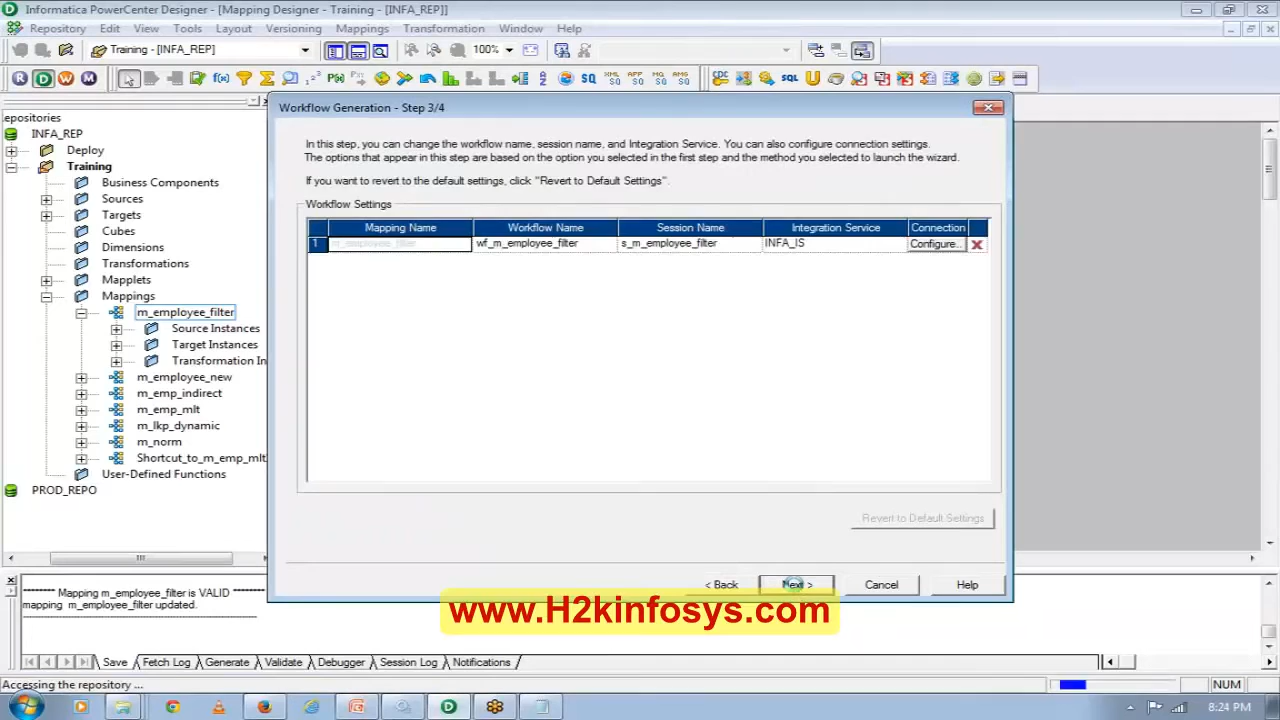 Informatica PowerCenter Designer - [Mapping Designer - Training - [INFA_REP]]
Repository Edit View Tools Layout Versioning Mappings Transformation Window Help
Training - [INFA_REP]
100%
epositories
INFA_REP
Deploy
Training
Business Components
Sources
Targets
Cubes
Dimensions
Transformations
Mapplets
Mappings
m_employee_filter
Source Instances
Target Instances
Transformation In
m_employee_new
m_emp_indirect
m_emp_mlt
m_lkp_dynamic
m_norm
Shortcut_to_m_emp_mlt
User-Defined Functions
PROD_REPO
Workflow Generation - Step 3/4
In this step, you can change the workflow name, session name, and Integration Service. You can also configure connection settings.
The options that appear in this step are based on the option you selected in the first step and the method you selected to launch the wizard.
If you want to revert to the default settings, click "Revert to Default Settings".
Workflow Settings
Mapping Name Workflow Name Session Name Integration Service Connection
1 m_employee_filter wf_m_employee_filter s_m_employee_filter INFA_IS Configure...
Revert to Default Settings
< Back Next > Cancel Help
-------- Mapping m_employee_filter is VALID --------
mapping m_employee_filter updated.
www.H2kinfosys.com
Save Fetch Log Generate Validate Debugger Session Log Notifications
Accessing the repository ...
NUM
8:24 PM